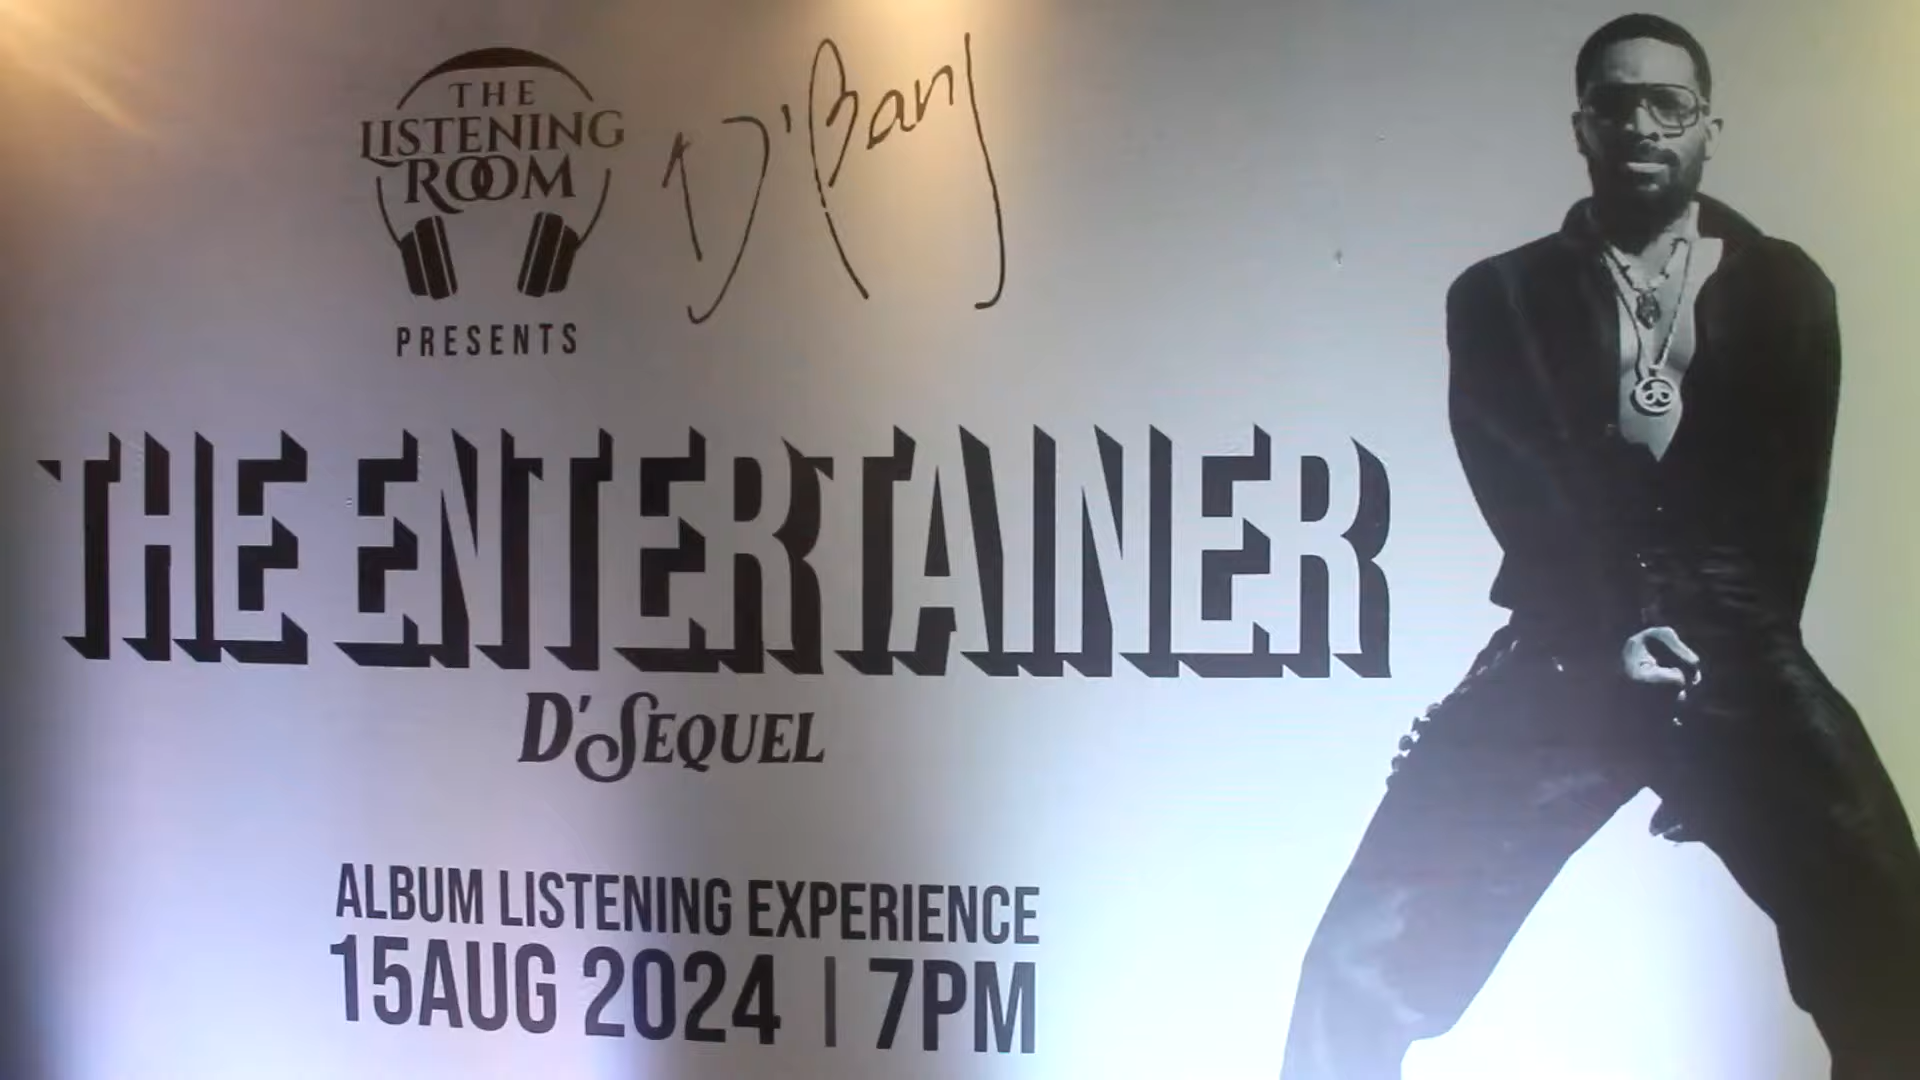 THE
LISTENING
ROOM
PRESENTS
D'Banj
THE ENTERTAINER
D'SEQUEL
ALBUM LISTENING EXPERIENCE
15AUG 2024 | 7PM